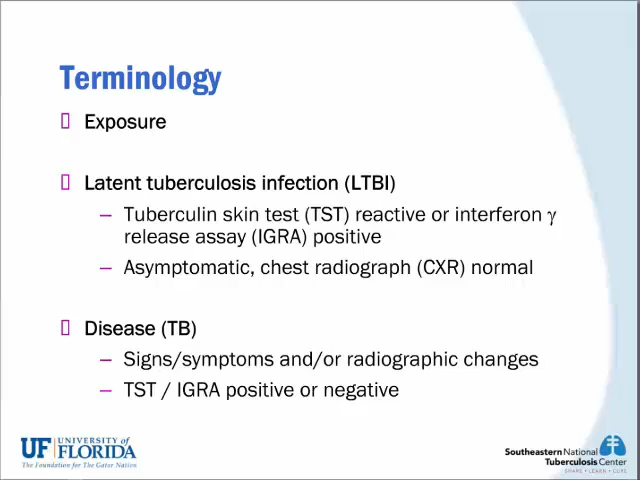 Terminology
Exposure
Latent tuberculosis infection (LTBI)
– Tuberculin skin test (TST) reactive or interferon γ
release assay (IGRA) positive
– Asymptomatic, chest radiograph (CXR) normal
Disease (TB)
– Signs/symptoms and/or radiographic changes
– TST / IGRA positive or negative
UF UNIVERSITY of
FLORIDA
The Foundation for The Gator Nation
Southeastern National
Tuberculosis Center
SHARE • LEARN • CURE